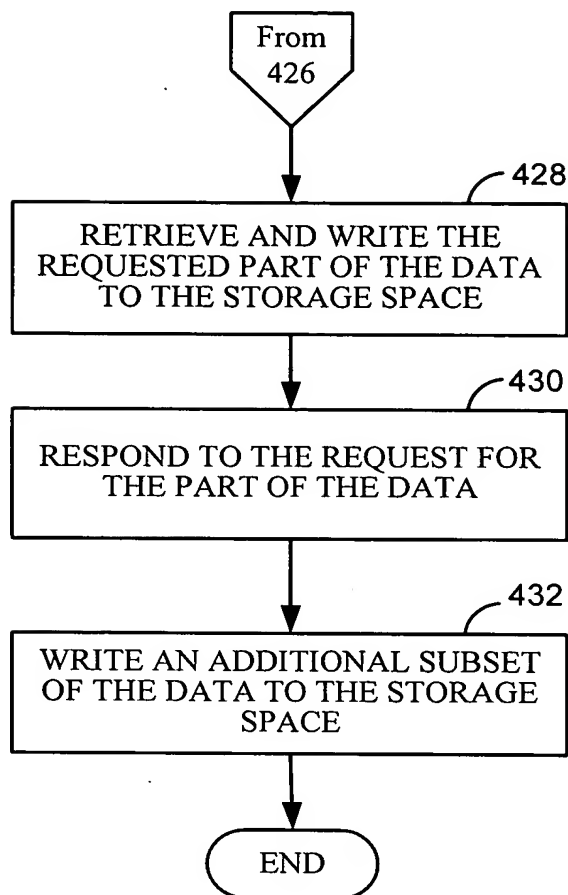 From
426
428
RETRIEVE AND WRITE THE
REQUESTED PART OF THE DATA
TO THE STORAGE SPACE
430
RESPOND TO THE REQUEST FOR
THE PART OF THE DATA
432
WRITE AN ADDITIONAL SUBSET
OF THE DATA TO THE STORAGE
SPACE
END